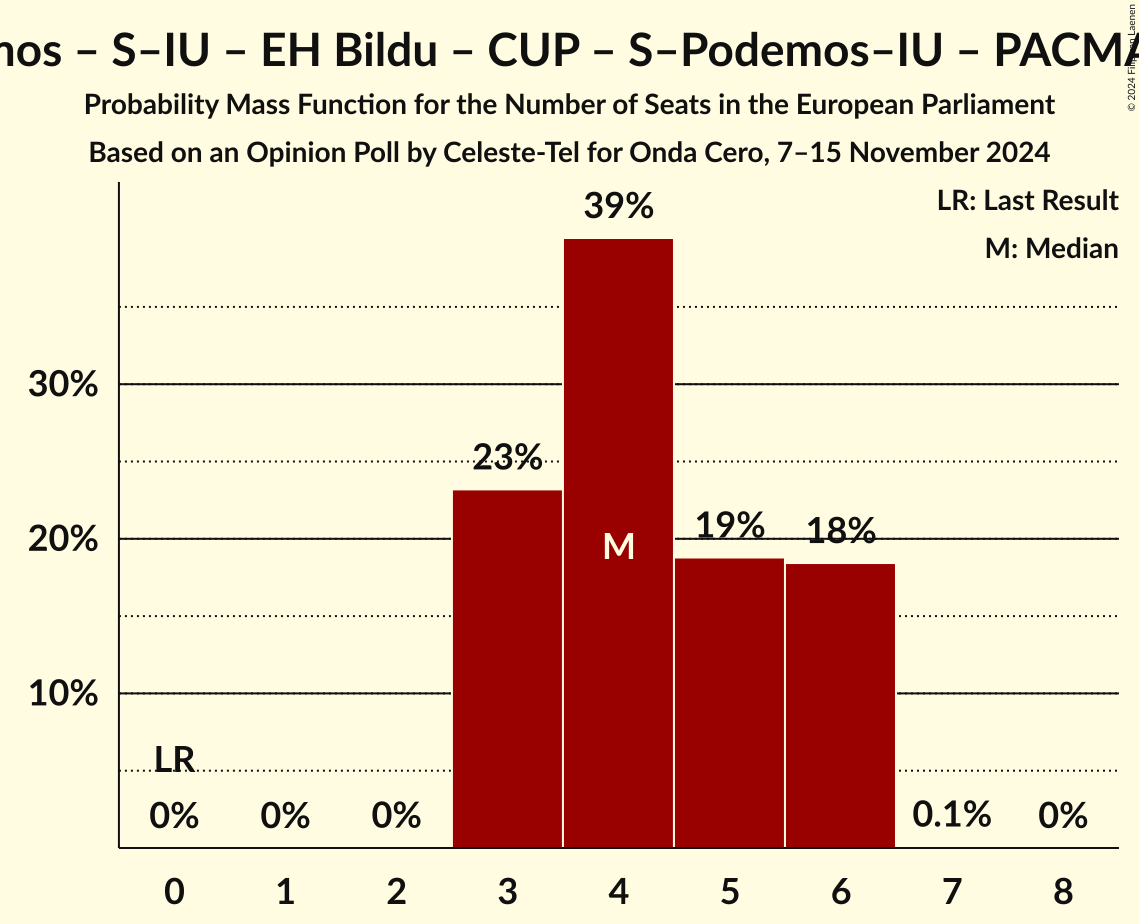 – S–IU – EH Bildu – CUP – S–Podemos–IU –
Probability Mass Function for the Number of Seats in the European Parliament
Based on an Opinion Poll by Celeste-Tel for Onda Cero, 7–15 November 2024
© 2024 Filip van Laenen
LR: Last Result
M: Median
39%
30%
23%
20%
19%
18%
M
10%
LR
0%
0%
0%
0.1%
0%
0
1
2
3
4
5
6
7
8